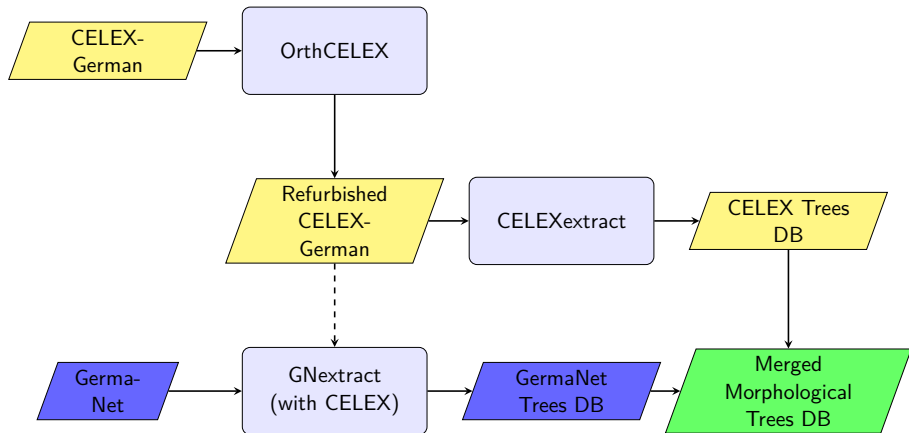 CELEX-
German
OrthCELEX
Refurbished
CELEX-
German
CELEXextract
CELEX Trees
DB
Germa-
Net
GNextract
(with CELEX)
GermaNet
Trees DB
Merged
Morphological
Trees DB